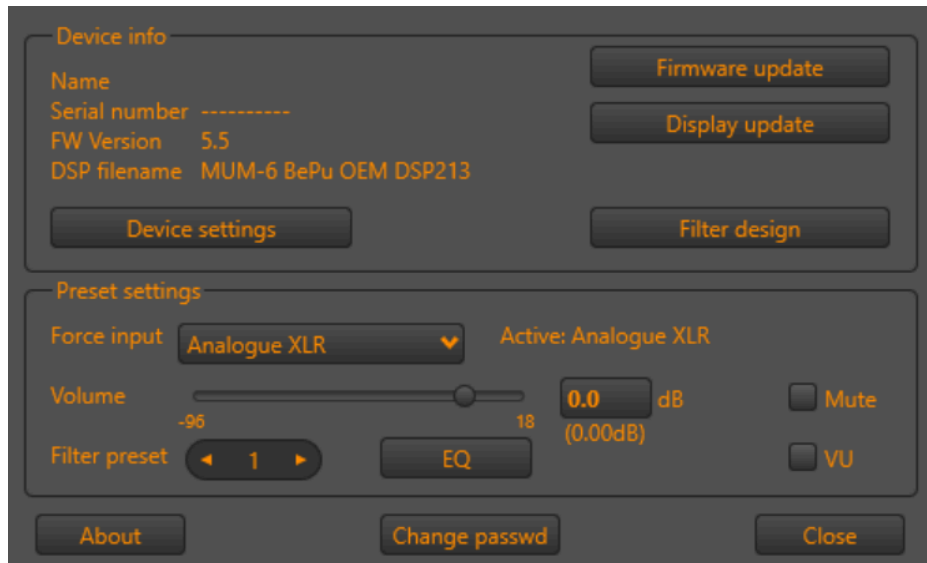 Device info
Name
Firmware update
Serial number ----------
Display update
FW Version 5.5
DSP filename MUM-6 BePu OEM DSP213
Device settings
Filter design
Preset settings
Force input Analogue XLR Active: Analogue XLR
Volume -96 18 0.0 dB Mute
(0.00dB)
Filter preset 1 EQ VU
About Change passwd Close